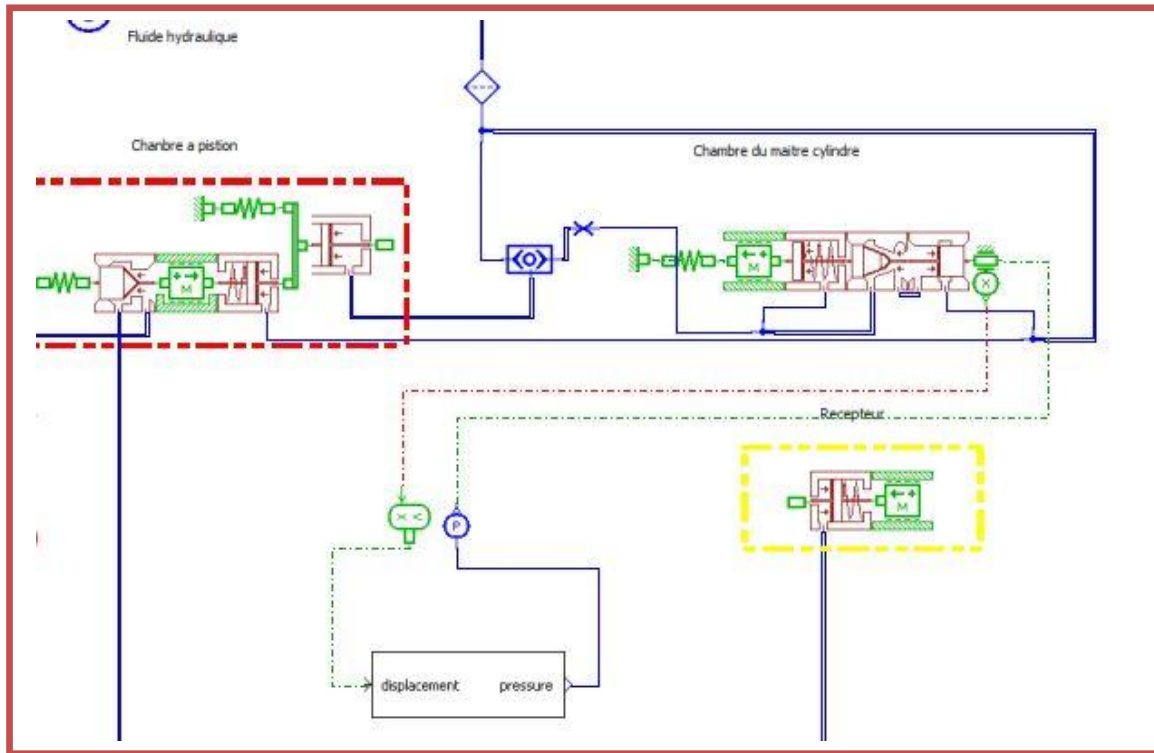 Fluide hydraulique
Chanbre a pistion
Chambre du maitre cylindre
M
M
X
Recepteur
M
X <
P
displacement pressure